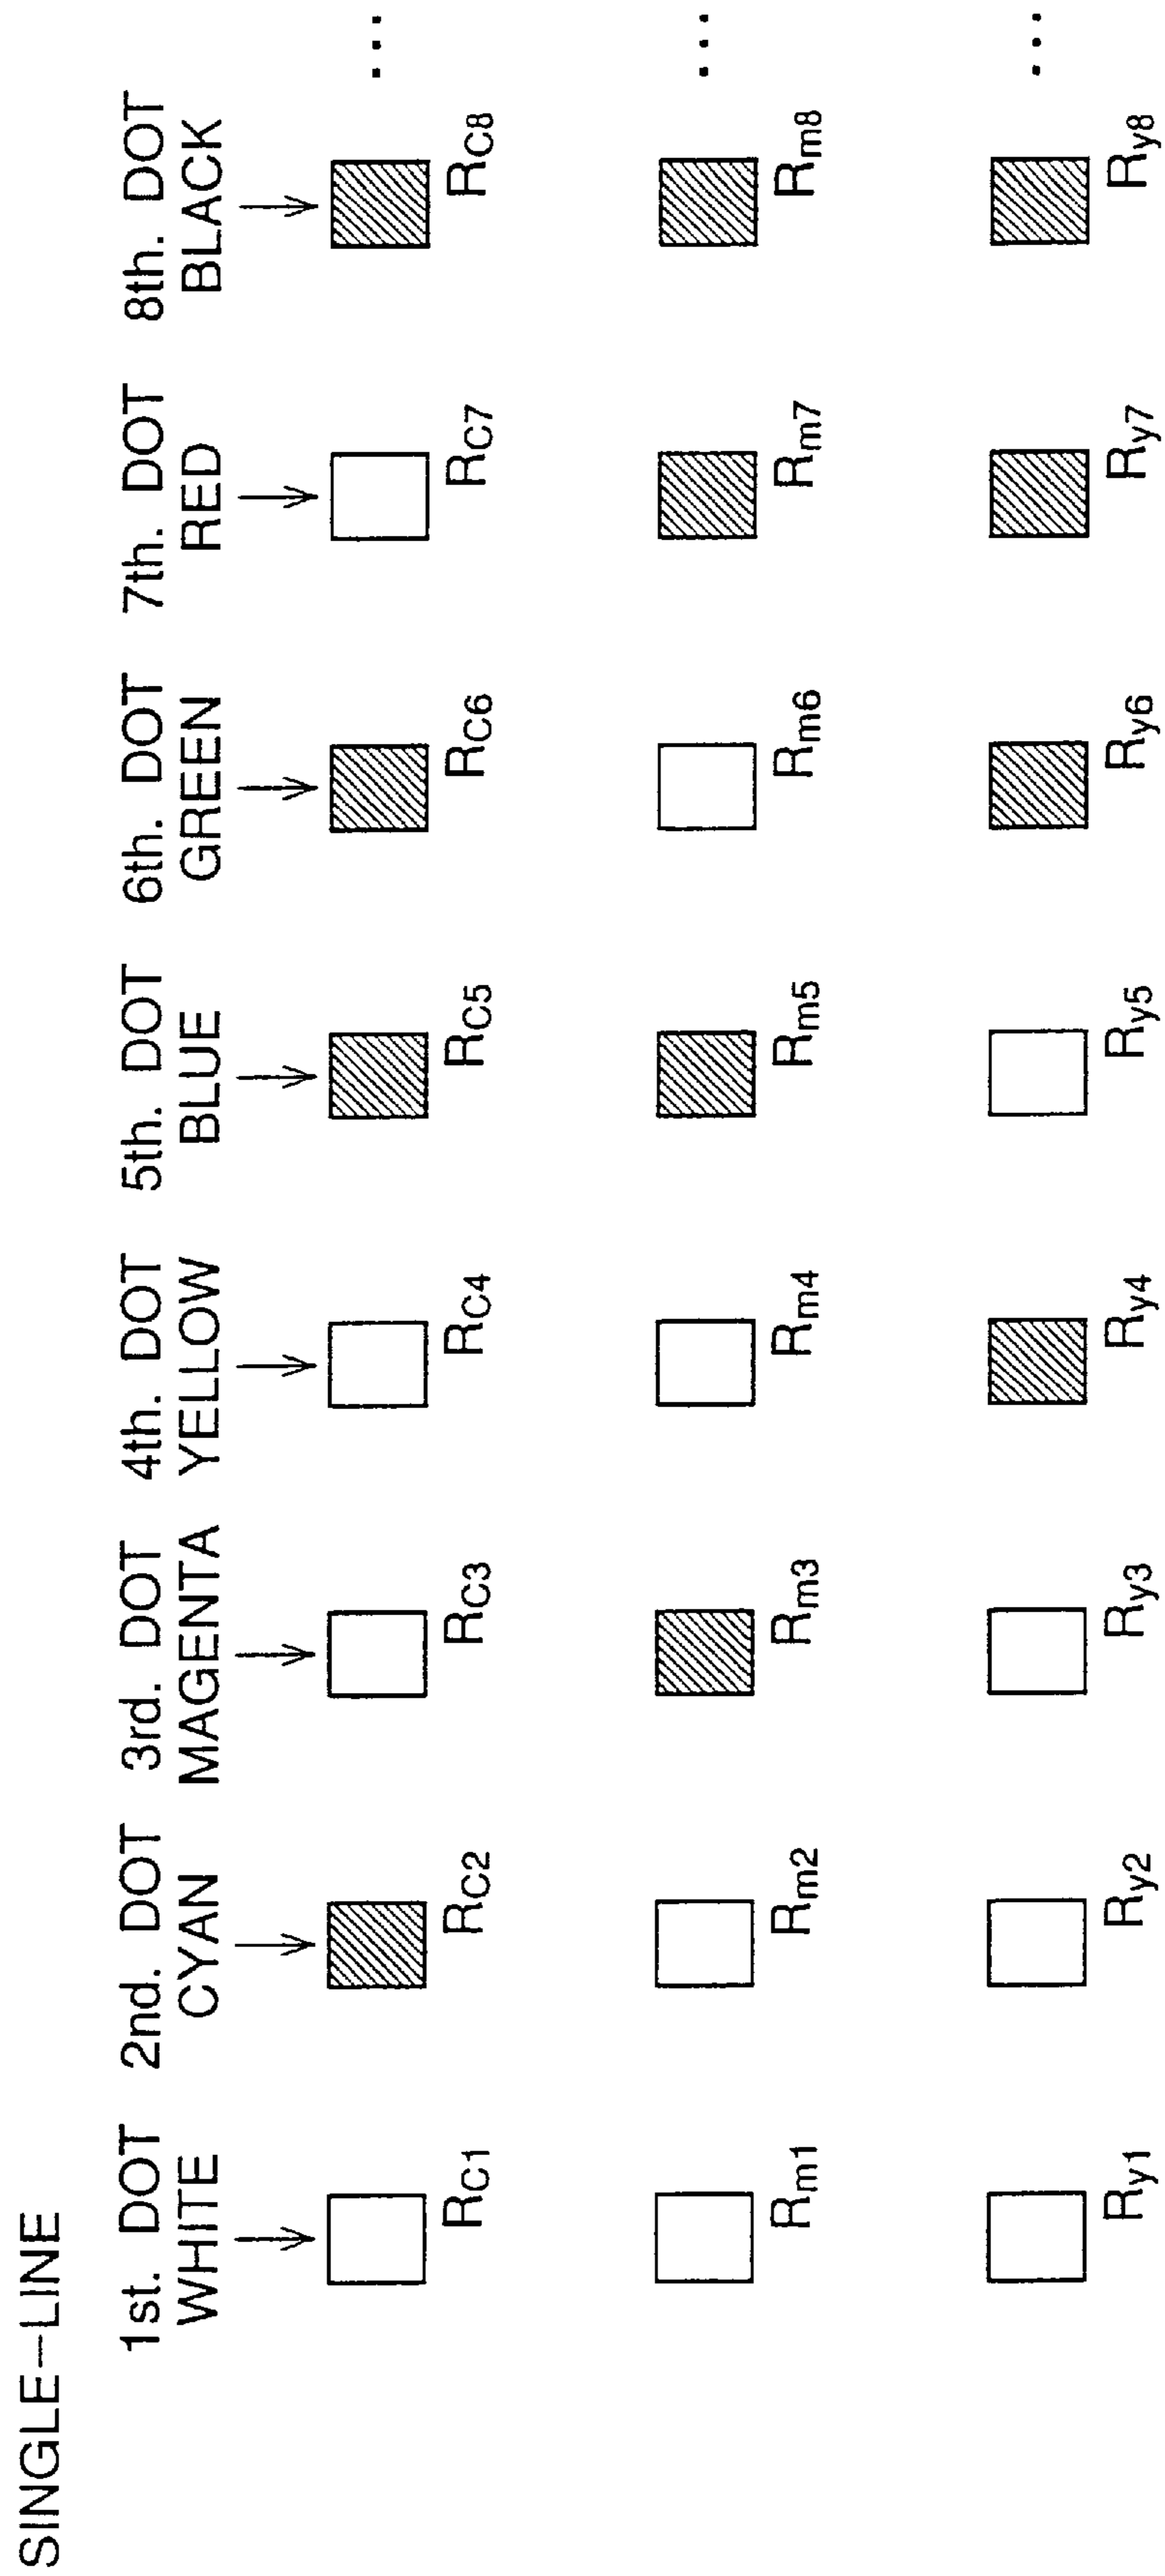 SINGLE–LINE
1st. DOT 2nd. DOT 3rd. DOT 4th. DOT 5th. DOT 6th. DOT 7th. DOT 8th. DOT
WHITE CYAN MAGENTA YELLOW BLUE GREEN RED BLACK
...
RC1 RC2 RC3 RC4 RC5 RC6 RC7 RC8
...
Rm1 Rm2 Rm3 Rm4 Rm5 Rm6 Rm7 Rm8
...
Ry1 Ry2 Ry3 Ry4 Ry5 Ry6 Ry7 Ry8